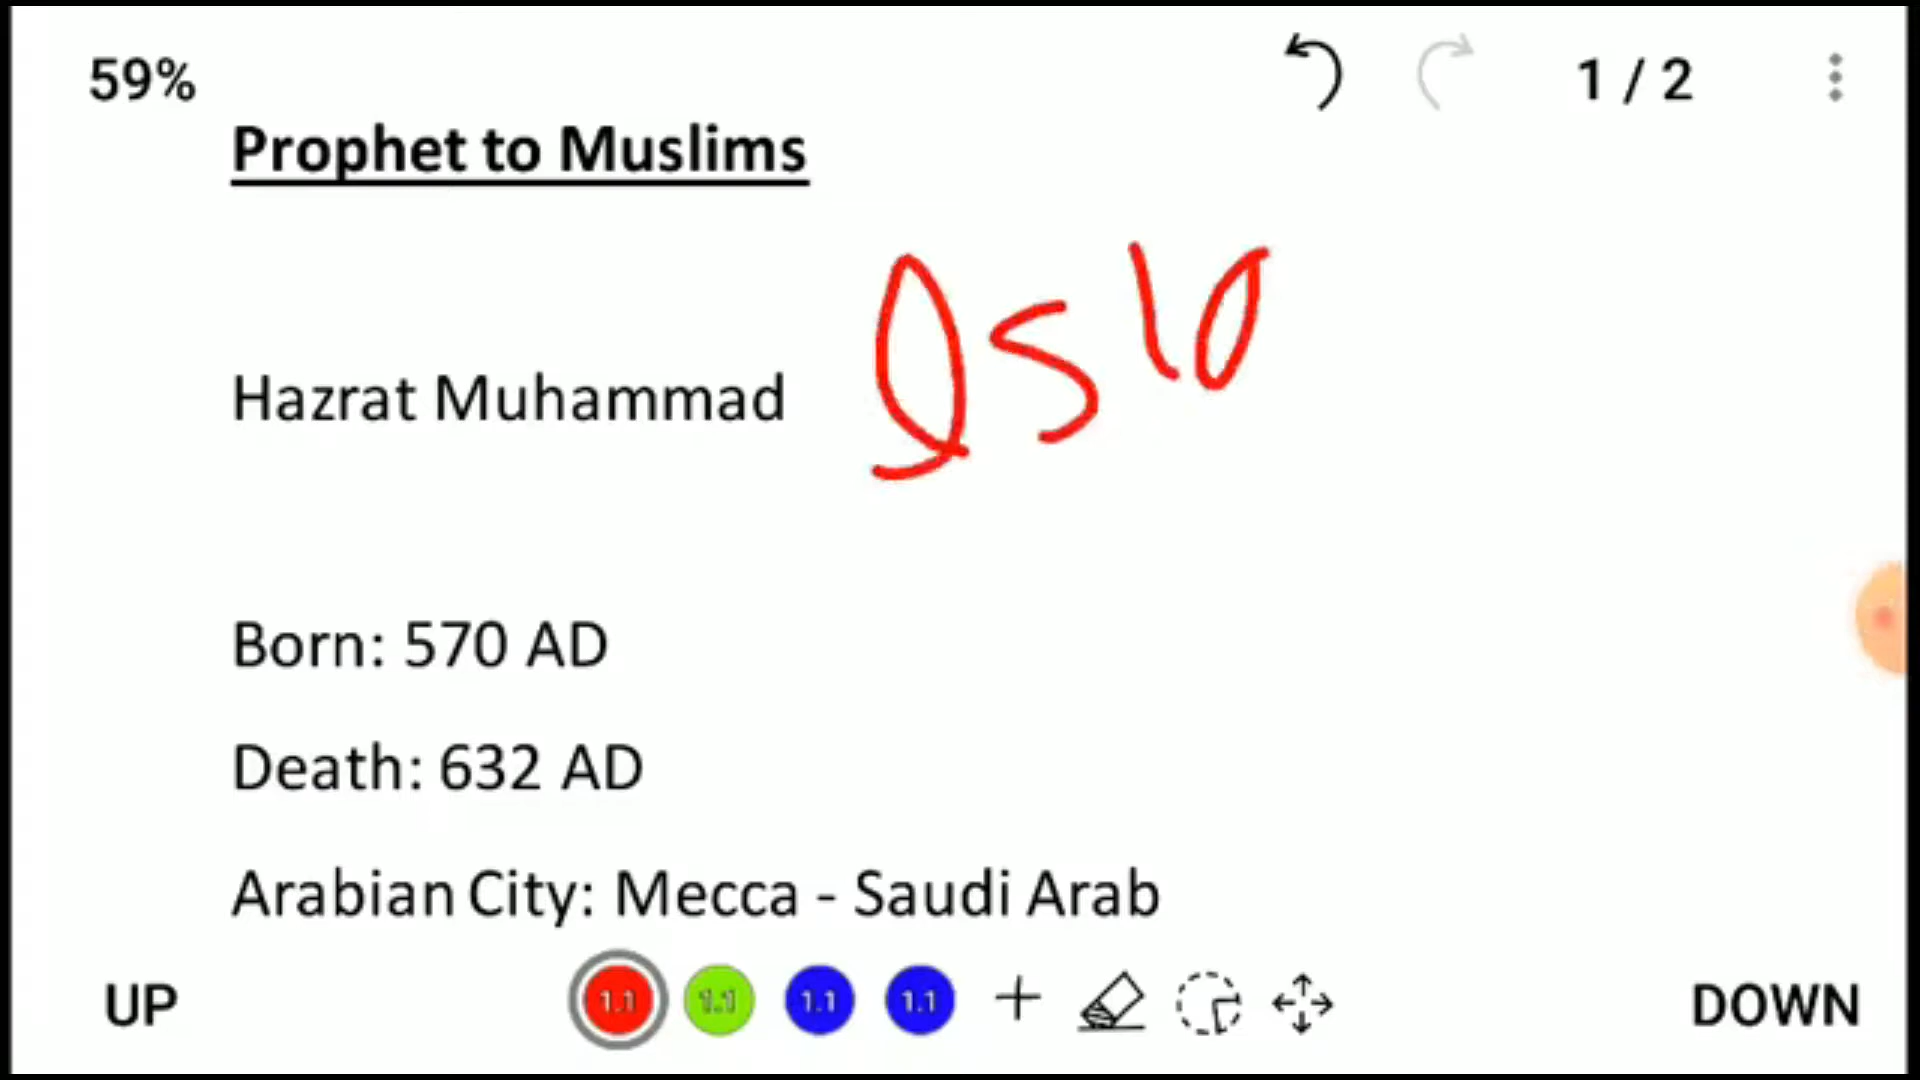 59%
1 / 2
Prophet to Muslims
Isla
Hazrat Muhammad
Born: 570 AD
Death: 632 AD
Arabian City: Mecca - Saudi Arab
UP
1.1
1.1
1.1
1.1
DOWN